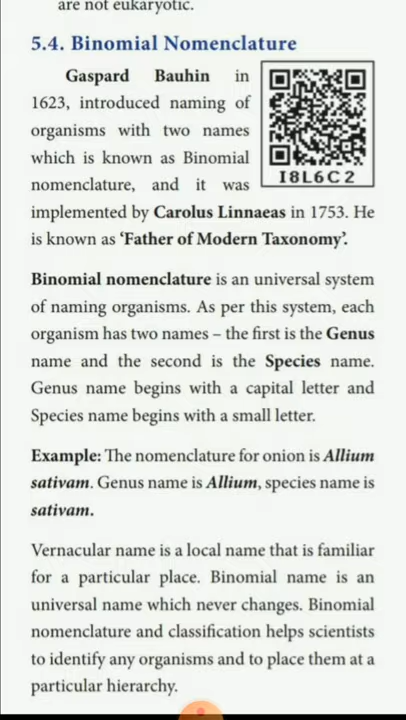 are not eukaryotic.
5.4. Binomial Nomenclature
Gaspard Bauhin in
1623, introduced naming of
organisms with two names
which is known as Binomial
nomenclature, and it was
I8L6C2
implemented by Carolus Linnaeas in 1753. He
is known as ‘Father of Modern Taxonomy’.
Binomial nomenclature is an universal system
of naming organisms. As per this system, each
organism has two names – the first is the Genus
name and the second is the Species name.
Genus name begins with a capital letter and
Species name begins with a small letter.
Example: The nomenclature for onion is Allium
sativam. Genus name is Allium, species name is
sativam.
Vernacular name is a local name that is familiar
for a particular place. Binomial name is an
universal name which never changes. Binomial
nomenclature and classification helps scientists
to identify any organisms and to place them at a
particular hierarchy.